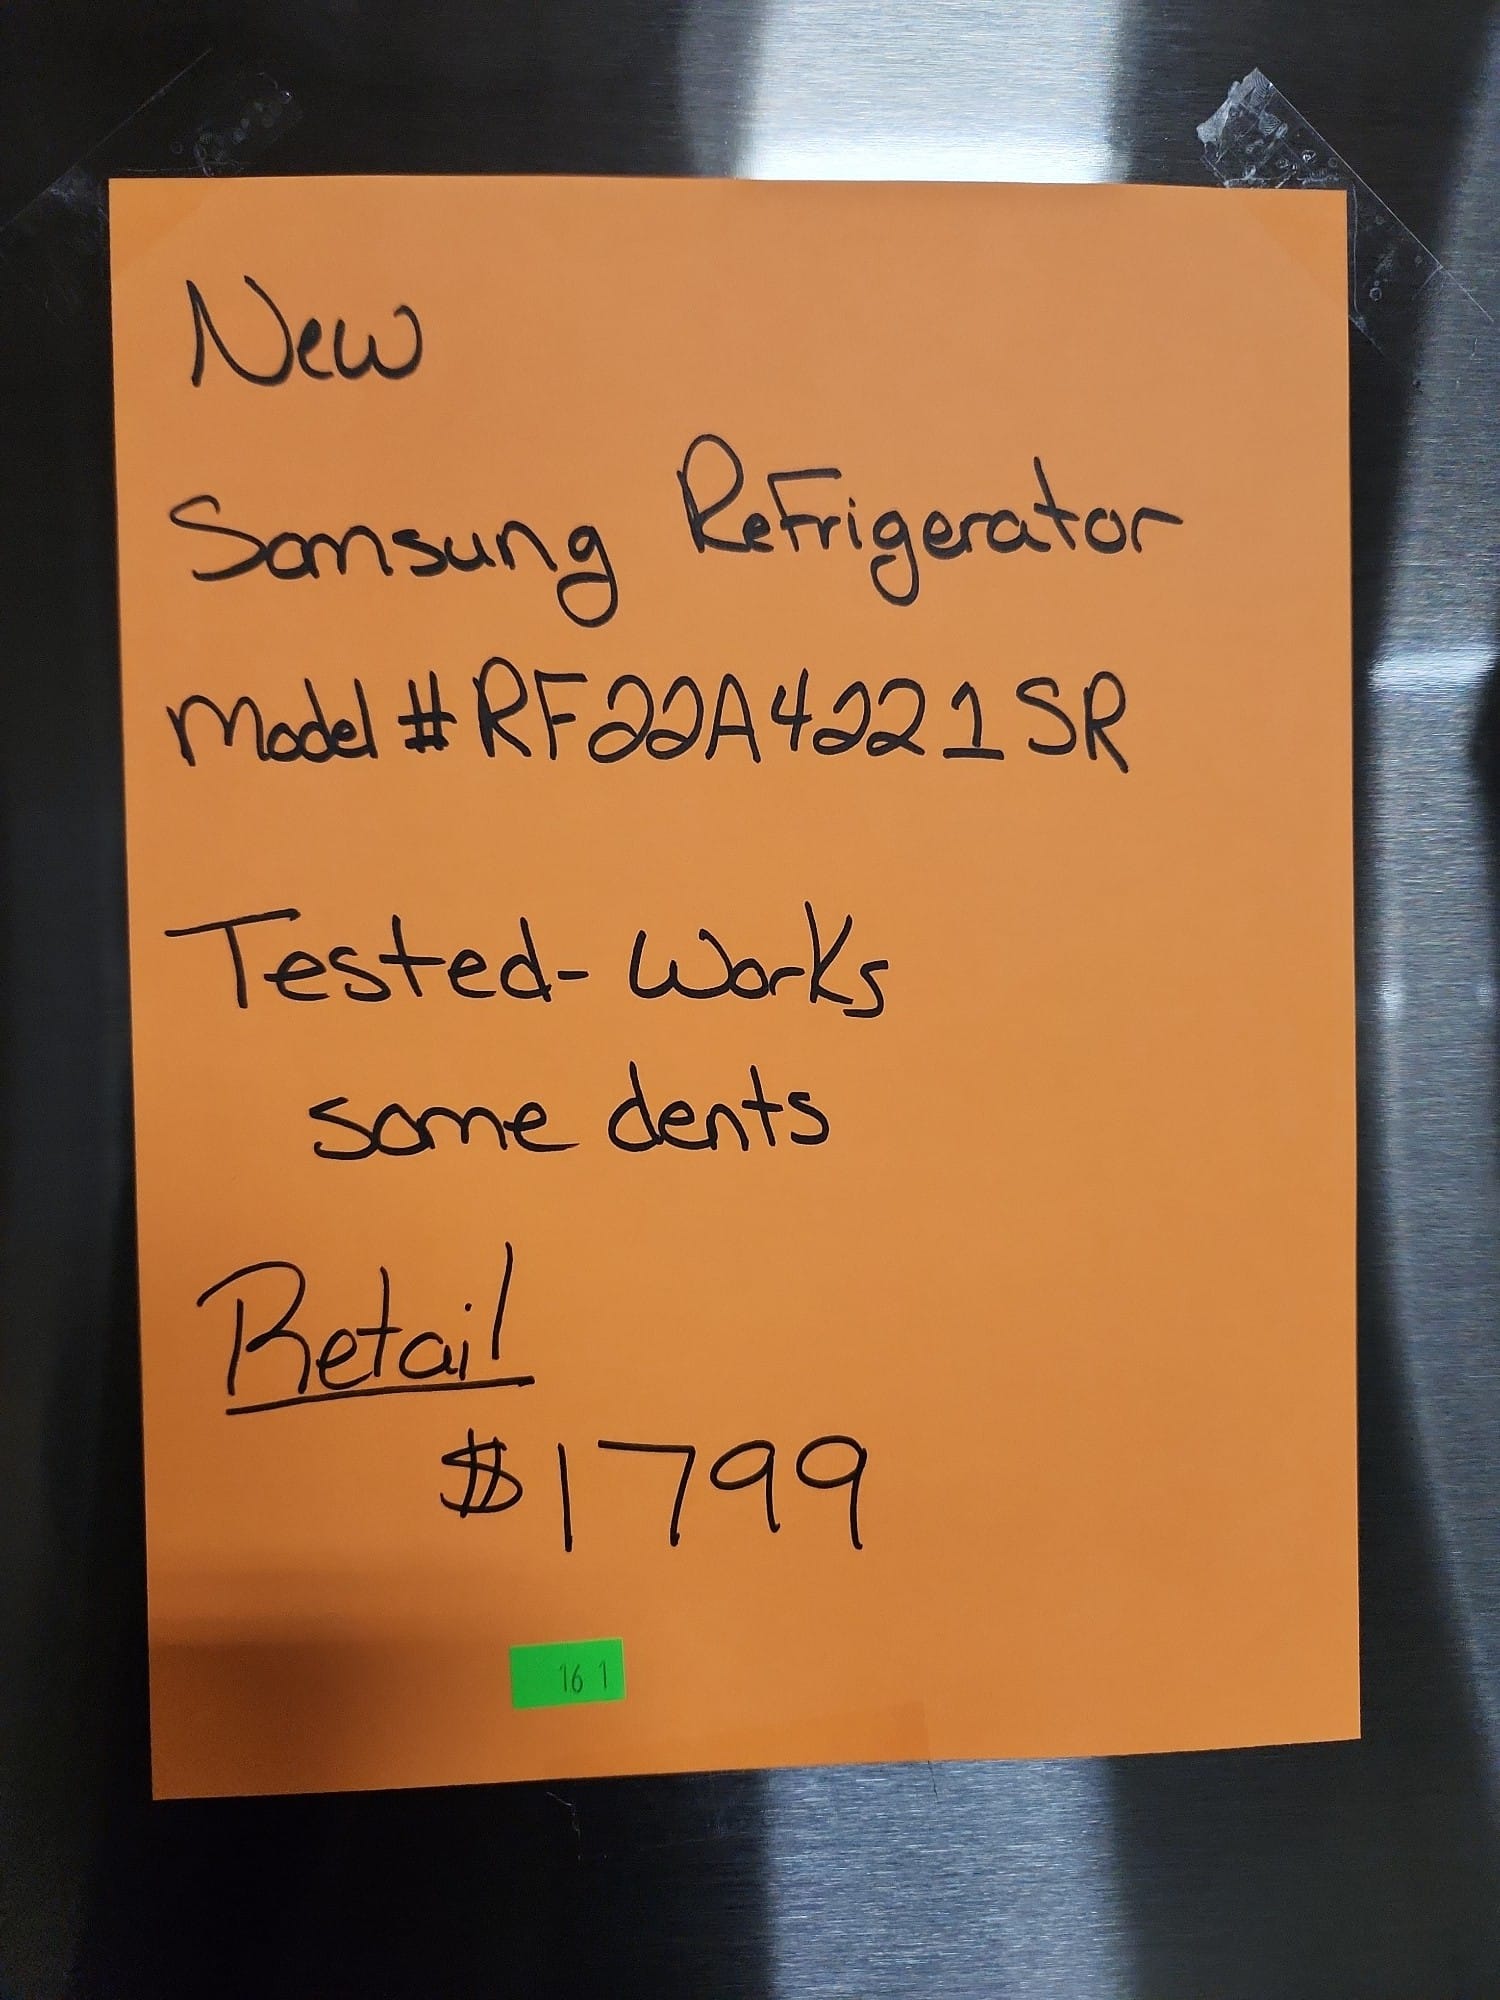 New
Samsung Refrigerator
Model # RF22A4221SR
Tested - Works
some dents
Retail
$1799
16 1